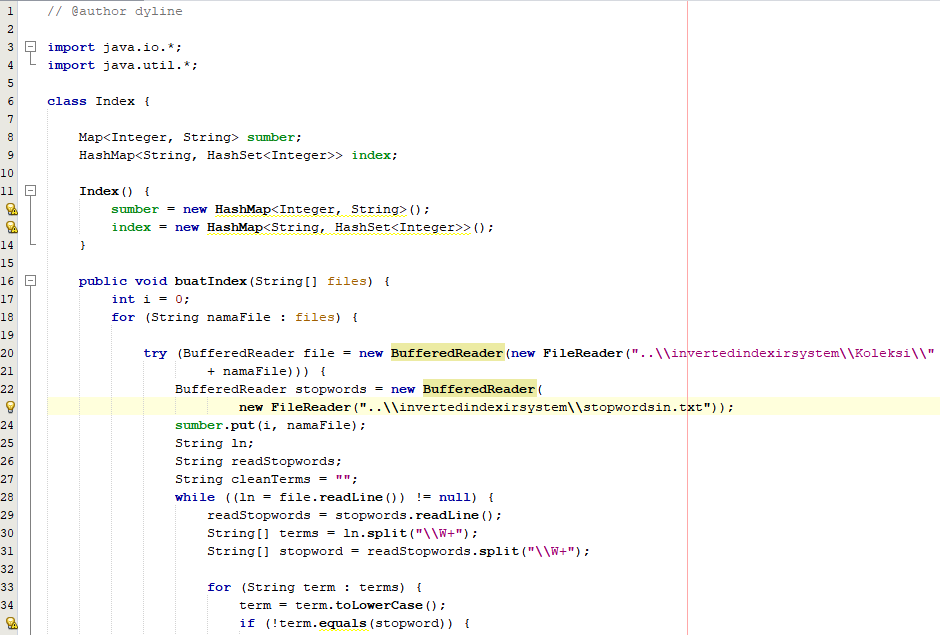 1 // @author dyline
2
3 import java.io.*;
4 import java.util.*;
5
6 class Index {
7
8     Map<Integer, String> sumber;
9     HashMap<String, HashSet<Integer>> index;
10
11     Index() {
        sumber = new HashMap<Integer, String>();
        index = new HashMap<String, HashSet<Integer>>();
14     }
15
16     public void buatIndex(String[] files) {
17         int i = 0;
18         for (String namaFile : files) {
19
20             try (BufferedReader file = new BufferedReader(new FileReader("..\\invertedindexirsystem\\Koleksi\\"
21                     + namaFile))) {
22                 BufferedReader stopwords = new BufferedReader(
                        new FileReader("..\\invertedindexirsystem\\stopwordsin.txt"));
24                 sumber.put(i, namaFile);
25                 String ln;
26                 String readStopwords;
27                 String cleanTerms = "";
28                 while ((ln = file.readLine()) != null) {
29                     readStopwords = stopwords.readLine();
30                     String[] terms = ln.split("\\W+");
31                     String[] stopword = readStopwords.split("\\W+");
32
33                     for (String term : terms) {
34                         term = term.toLowerCase();
                        if (!term.equals(stopword)) {